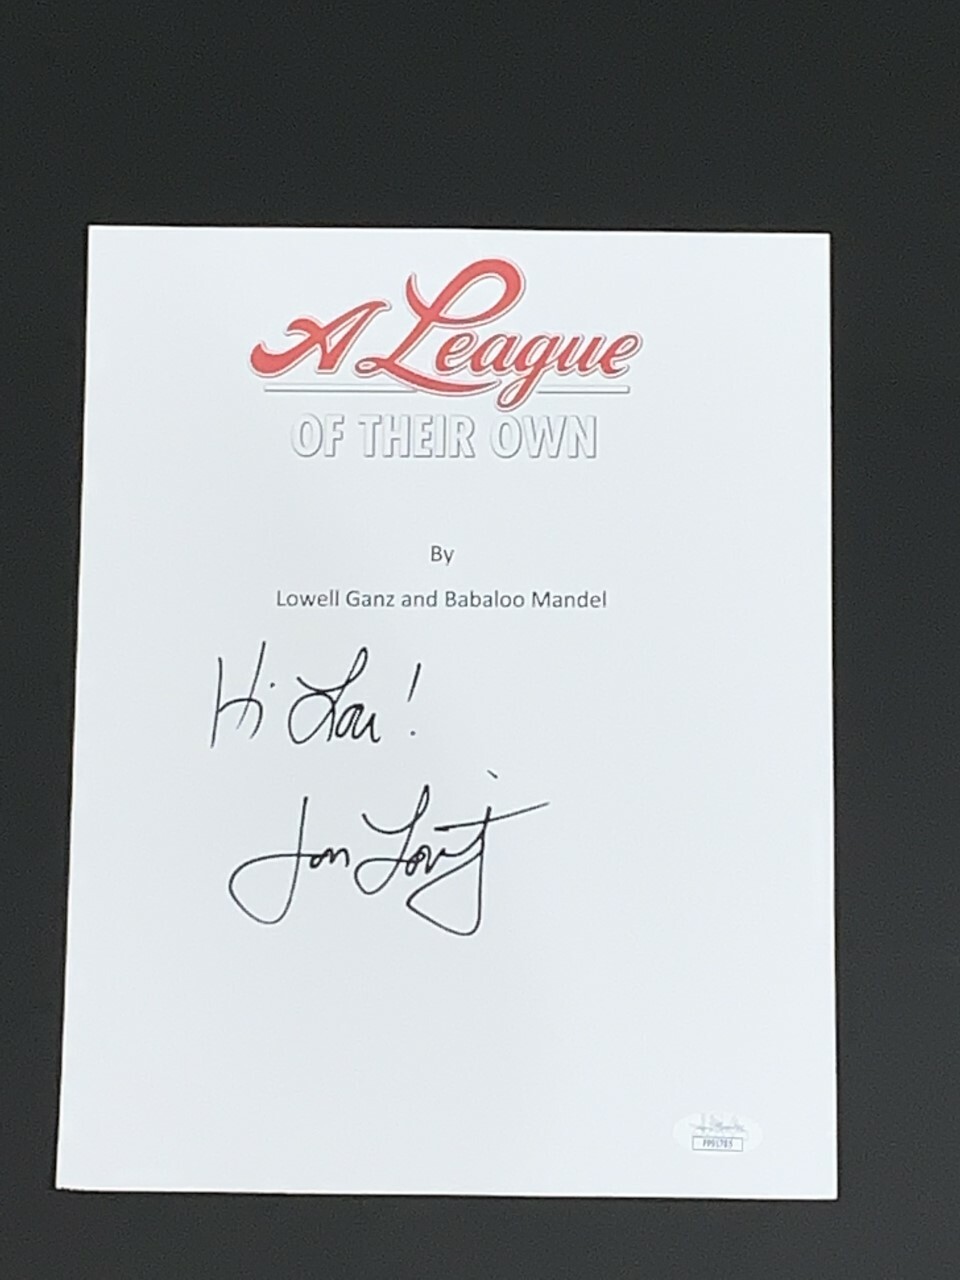 A League
OF THEIR OWN
By
Lowell Ganz and Babaloo Mandel
Hi Lou!
Jon Lovitz